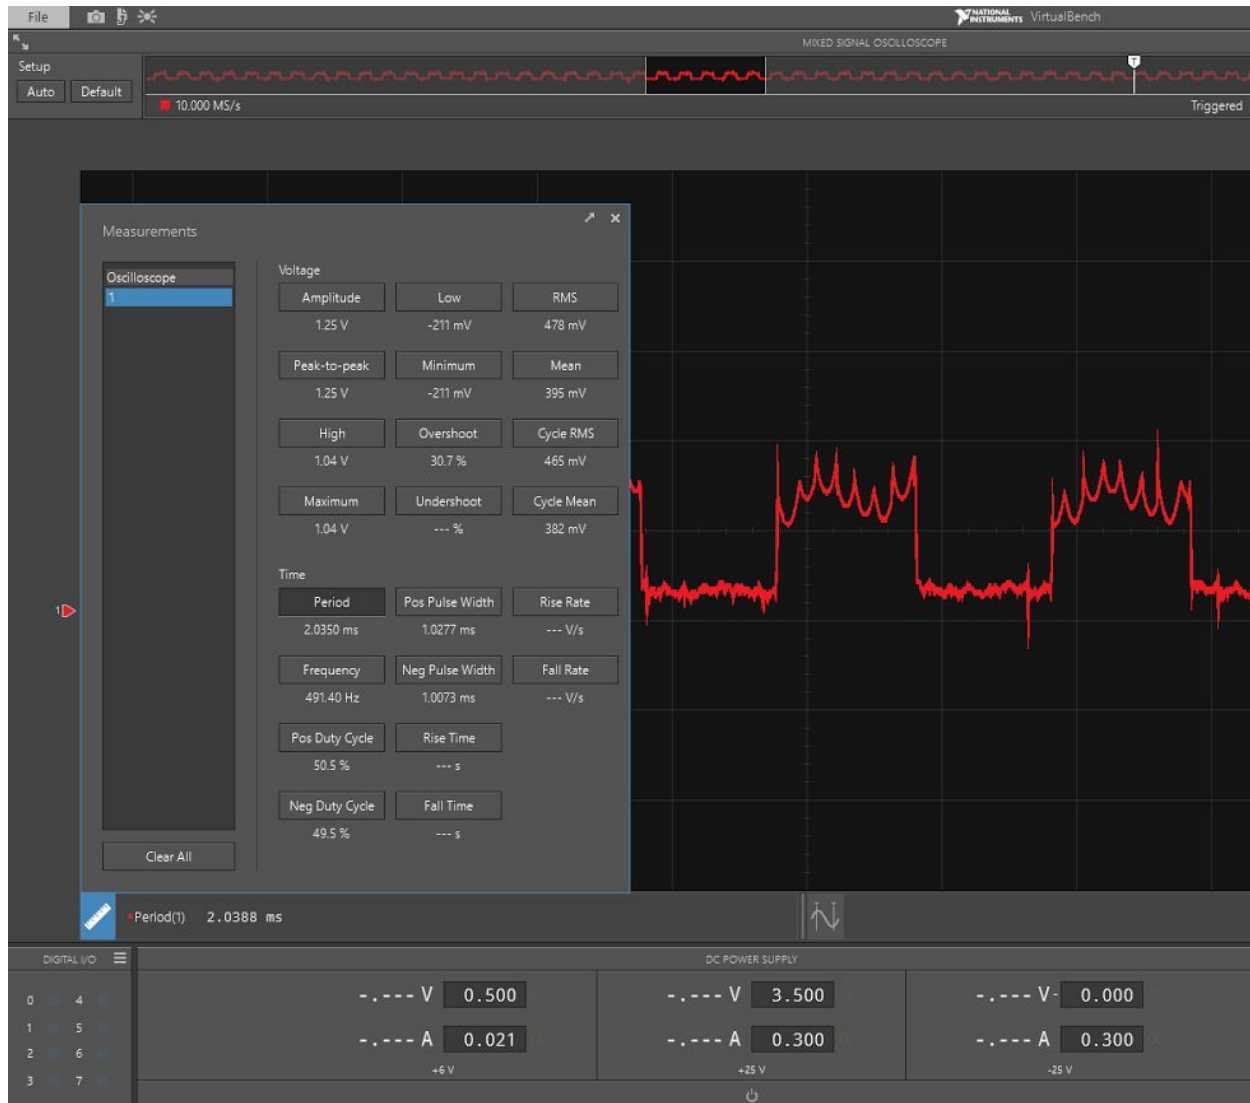 File
NATIONAL INSTRUMENTS VirtualBench
MIXED SIGNAL OSOLLOSCOPE
Setup
Auto Default
10.000 MS/s
T
Triggered
Measurements
Oscilloscope
1
Voltage
Amplitude Low RMS
1.25 V -211 mV 478 mV
Peak-to-peak Minimum Mean
1.25 V -211 mV 395 mV
High Overshoot Cycle RMS
1.04 V 30.7 % 465 mV
Maximum Undershoot Cycle Mean
1.04 V --- % 382 mV
Time
Period Pos Pulse Width Rise Rate
2.0350 ms 1.0277 ms --- V/s
Frequency Neg Pulse Width Fall Rate
491.40 Hz 1.0073 ms --- V/s
Pos Duty Cycle Rise Time
50.5 % --- s
Neg Duty Cycle Fall Time
49.5 % --- s
Clear All
1
Period(1) 2.0388 ms
DIGITAL I/O DC POWER SUPPLY
0 4
1 5
2 6
3 7
-.--- V 0.500 -.--- V 3.500 -.--- V- 0.000
-.--- A 0.021 -.--- A 0.300 -.--- A 0.300
+6 V +25 V -25 V